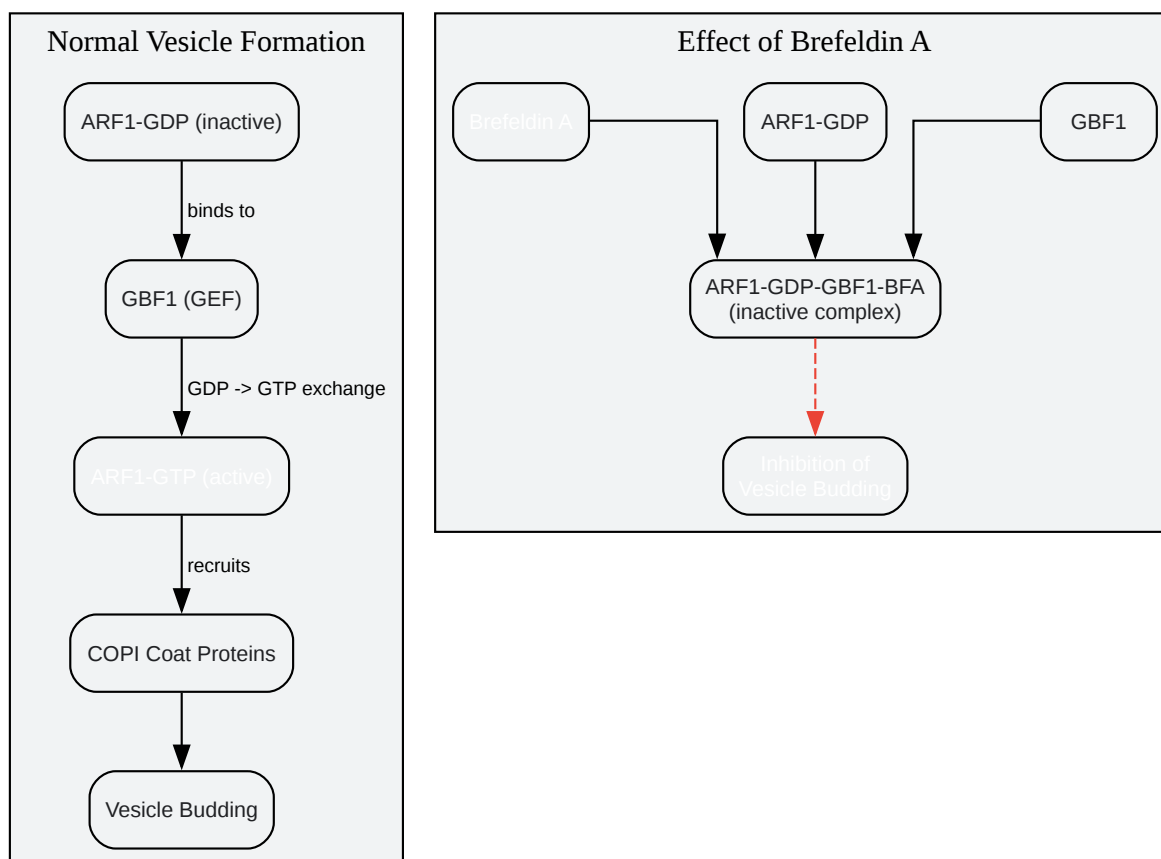 Normal Vesicle Formation
ARF1-GDP (inactive)
binds to
GBF1 (GEF)
GDP -> GTP exchange
ARF1-GTP (active)
recruits
COPI Coat Proteins
Vesicle Budding
Effect of Brefeldin A
Brefeldin A
ARF1-GDP
GBF1
ARF1-GDP-GBF1-BFA
(inactive complex)
Inhibition of
Vesicle Budding